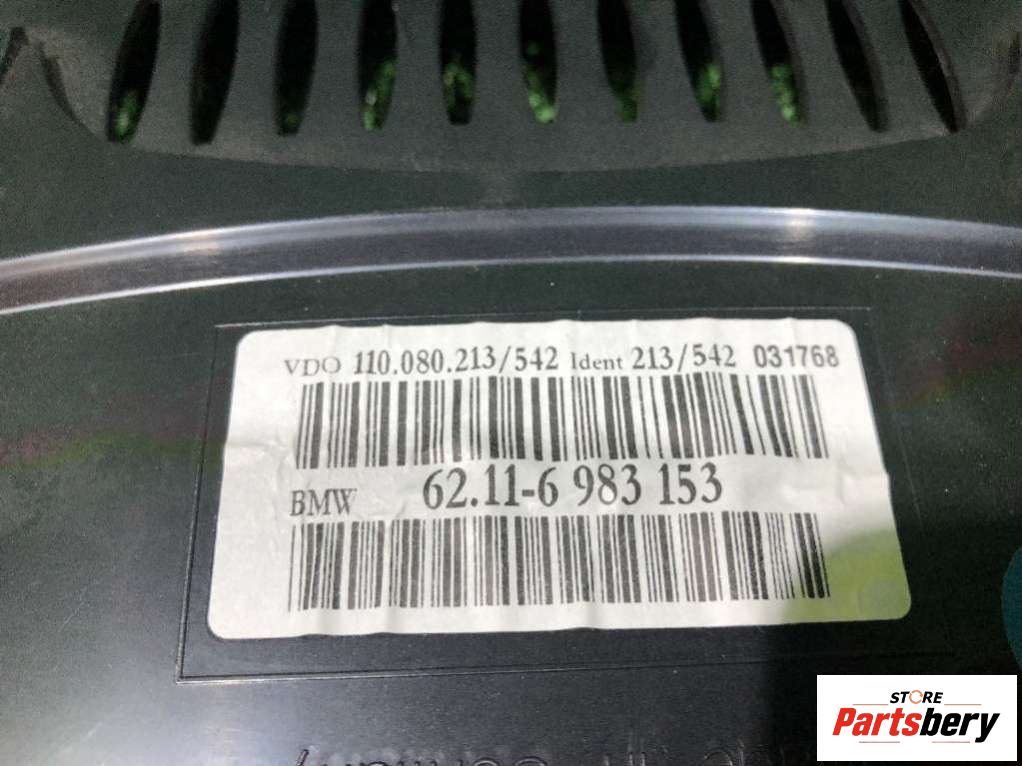 VDO 110.080.213/542 Ident 213/542 031768
BMW 62.11-6 983 153
STORE
Partsbery